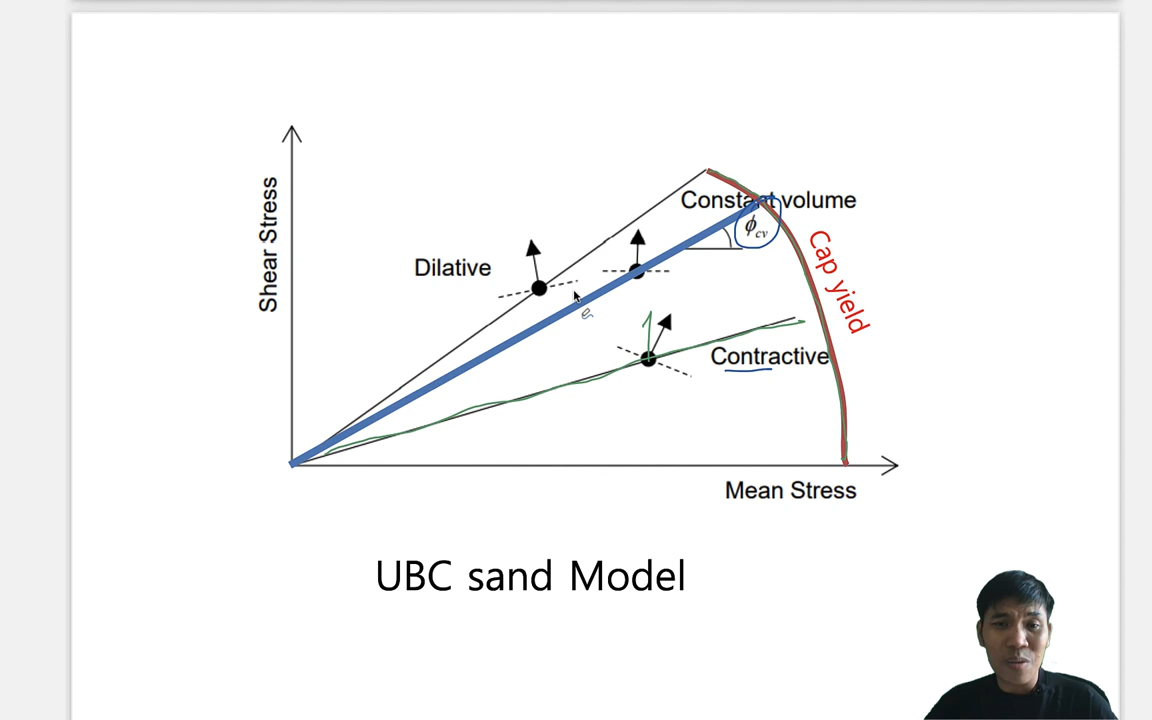 Shear Stress
Constant volume
ϕcv
Dilative
Cap yield
Contractive
Mean Stress
UBC sand Model